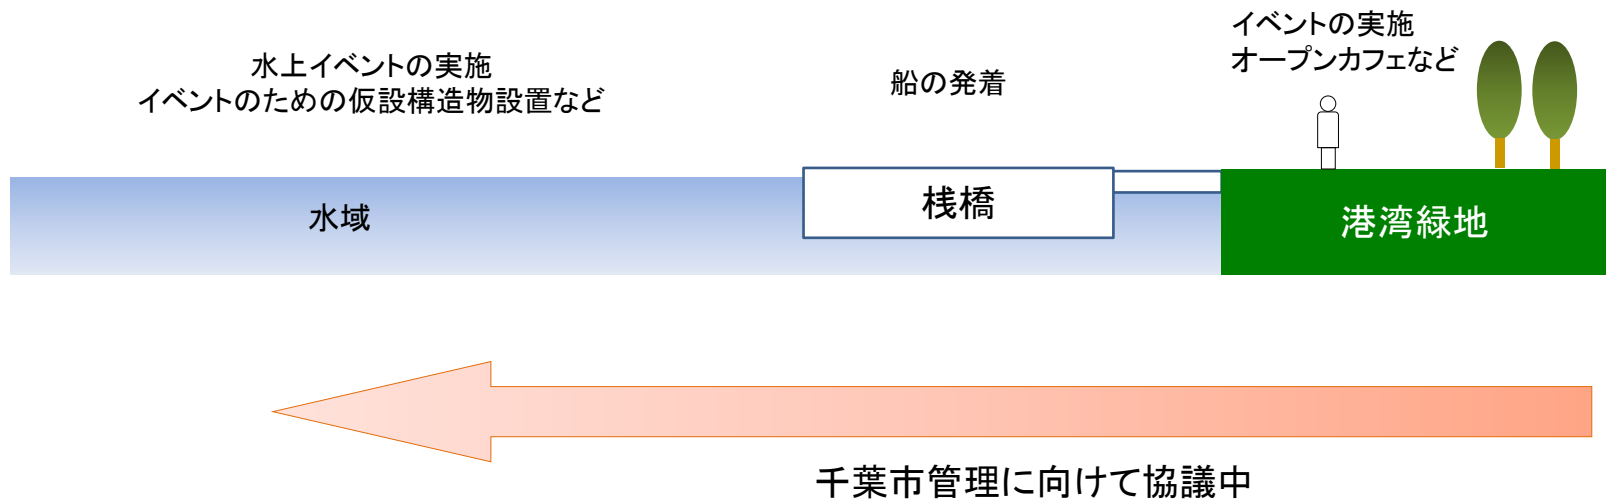 水上イベントの実施
イベントのための仮設構造物設置など
船の発着
イベントの実施
オープンカフェなど
水域
桟橋
港湾緑地
千葉市管理に向けて協議中